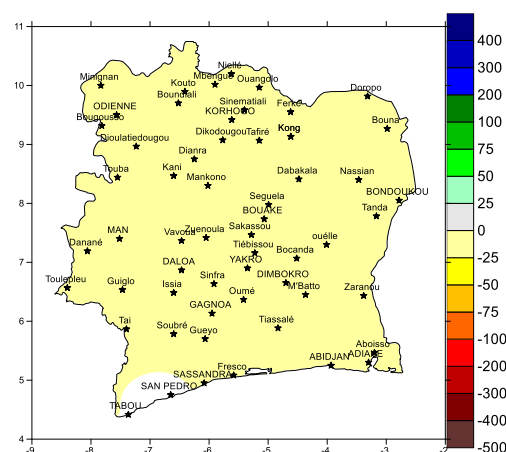 11
10
9
8
7
6
5
4
-9
-8
-7
-6
-5
-4
-3
-2
Niellé
Minignan
Kouto
Mbengué
Ouangolo
Doropo
Boundiali
Sinematiali
Ferké
ODIENNE
KORHOGO
Bougousso
Bouna
Dikodougou
Tafiré
Kong
Dioulatiedougou
Dianra
Touba
Kani
Mankono
Dabakala
Nassian
BONDOUKOU
Seguela
BOUAKE
Tanda
MAN
Vavoua
Zuenoula
Sakassou
ouélle
Danané
Tiébissou
Bocanda
DALOA
YAKRO
Toulepleu
Guiglo
Issia
Sinfra
DIMBOKRO
M'Batto
Zaranou
Oumé
GAGNOA
Tai
Soubré
Gueyo
Tiassalé
Aboisso
ADIAKE
ABIDJAN
Fresco
SASSANDRA
SAN PEDRO
TABOU
400
300
200
100
75
50
25
0
-25
-50
-75
-100
-200
-300
-400
-500